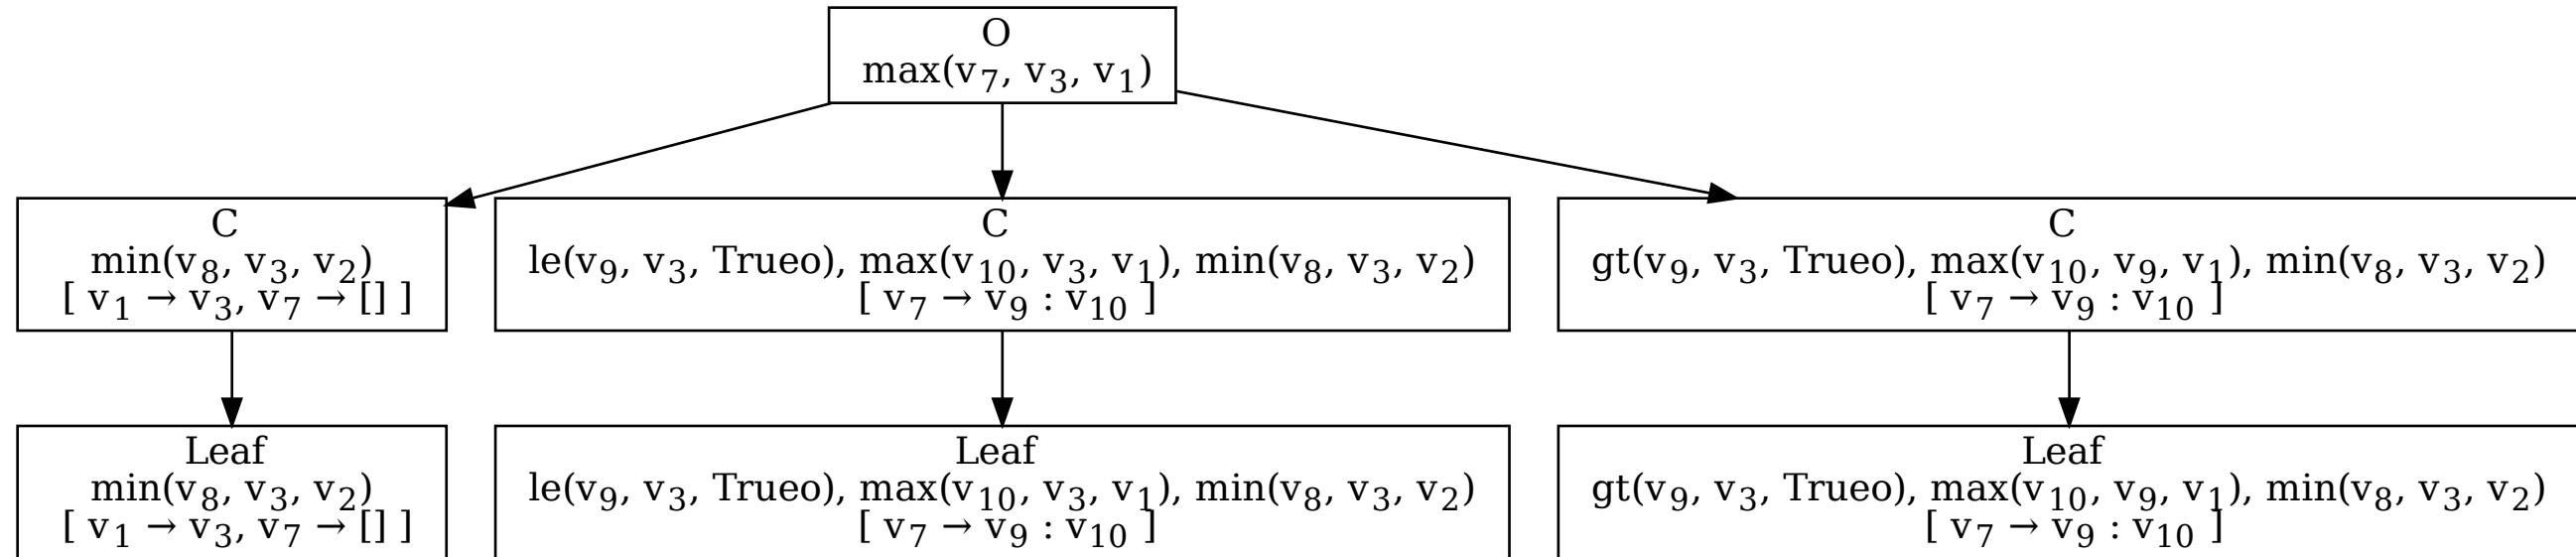 O
max(v₇, v₃, v₁)
C
min(v₈, v₃, v₂)
[ v₁ → v₃, v₇ → [] ]
C
le(v₉, v₃, Trueo), max(v₁₀, v₃, v₁), min(v₈, v₃, v₂)
[ v₇ → v₉ : v₁₀ ]
C
gt(v₉, v₃, Trueo), max(v₁₀, v₉, v₁), min(v₈, v₃, v₂)
[ v₇ → v₉ : v₁₀ ]
Leaf
min(v₈, v₃, v₂)
[ v₁ → v₃, v₇ → [] ]
Leaf
le(v₉, v₃, Trueo), max(v₁₀, v₃, v₁), min(v₈, v₃, v₂)
[ v₇ → v₉ : v₁₀ ]
Leaf
gt(v₉, v₃, Trueo), max(v₁₀, v₉, v₁), min(v₈, v₃, v₂)
[ v₇ → v₉ : v₁₀ ]